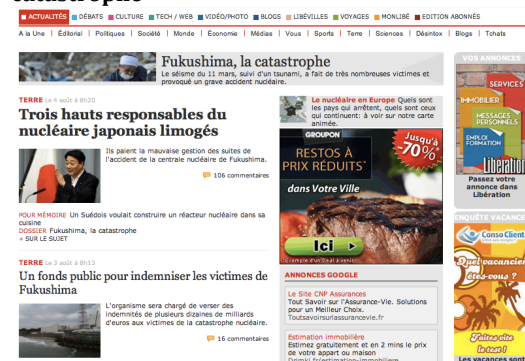 catastrophe
ACTUALITÉS DÉBATS CULTURE TECH / WEB VIDÉO/PHOTO BLOGS LIBÉVILLES VOYAGES MONLIBÉ EDITION ABONNÉS
A la Une | Éditorial | Politiques | Société | Monde | Économie | Médias | Vous | Sports | Terre | Sciences | Désintox | Blogs | Tchats
Fukushima, la catastrophe
Le séisme du 11 mars, suivi d'un tsunami, a fait de très nombreuses victimes et
provoqué un grave accident nucléaire.
TERRE Le 4 août à 8h20
Trois hauts responsables du
nucléaire japonais limogés
Ils paient la mauvaise gestion des suites de
l'accident de la centrale nucléaire de Fukushima.
106 commentaires
POUR MÉMOIRE Un Suédois voulait construire un réacteur nucléaire dans sa
cuisine
DOSSIER Fukushima, la catastrophe
+ SUR LE SUJET
TERRE Le 3 août à 8h13
Un fonds public pour indemniser les victimes de
Fukushima
L'organisme sera chargé de verser des
indemnités de plusieurs dizaines de milliards
d'euros aux victimes de la catastrophe nucléaire.
16 commentaires
Le nucléaire en Europe Quels sont
les pays qui arrêtent, quels sont ceux
qui continuent: à voir sur notre carte
animée.
GROUPON
RESTOS À
PRIX RÉDUITS*
Jusqu'à
-70%
dans Votre Ville
Ici
*Exemple d'un Deal à venir
ANNONCES GOOGLE
Le Site CNP Assurances
Tout Savoir sur l'Assurance-Vie. Solutions
pour un Meilleur Choix.
Toutsavoirsurlassurancevie.fr
Estimation immobilière
Estimez gratuitement et en 2 mins le prix
de votre appart ou maison
VOS ANNONCES
SERVICES
IMMOBILIER
MESSAGES
PERSONNELS
EMPLOI
FORMATION
Libération
Passez votre
annonce dans
Libération
ENQUÊTE VACANCE
Conso Client
Quel vacancier
êtes-vous ?
Faites vite
le test !
Les vacances sont